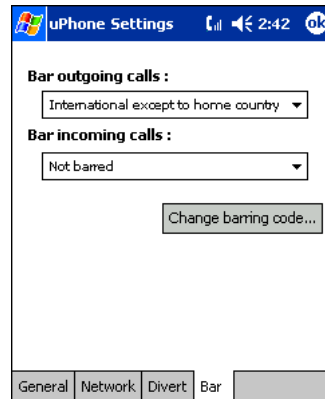 uPhone Settings 2:42 ok
Bar outgoing calls :
International except to home country
Bar incoming calls :
Not barred
Change barring code...
General Network Divert Bar